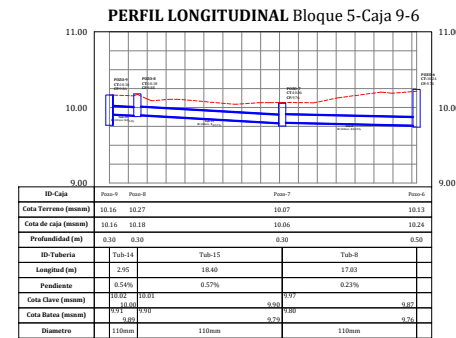 PERFIL LONGITUDINAL Bloque 5-Caja 9-6
11.00 11.00
10.00 10.00
9.00 9.00
ID-Caja Pozo-9 Pozo-8 Pozo-7 Pozo-6
Cota Terreno (msnm) 10.16 10.27 10.07 10.13
Cota de caja (msnm) 10.16 10.18 10.06 10.24
Profundidad (m) 0.30 0.30 0.30 0.50
ID-Tuberia Tub-14 Tub-15 Tub-8
Longitud (m) 2.95 18.40 17.03
Pendiente 0.54% 0.57% 0.23%
Cota Clave (msnm) 10.02 10.00 10.01 9.90 9.97 9.87
Cota Batea (msnm) 9.91 9.89 9.90 9.79 9.80 9.76
Diametro 110mm 110mm 110mm